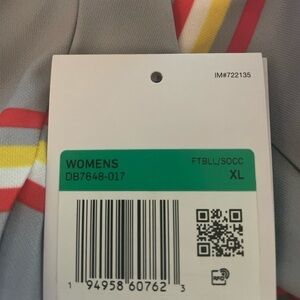 IM#722135
WOMENS FTBLL/SOCC
DB7648-017 XL
1 94958 60762 3